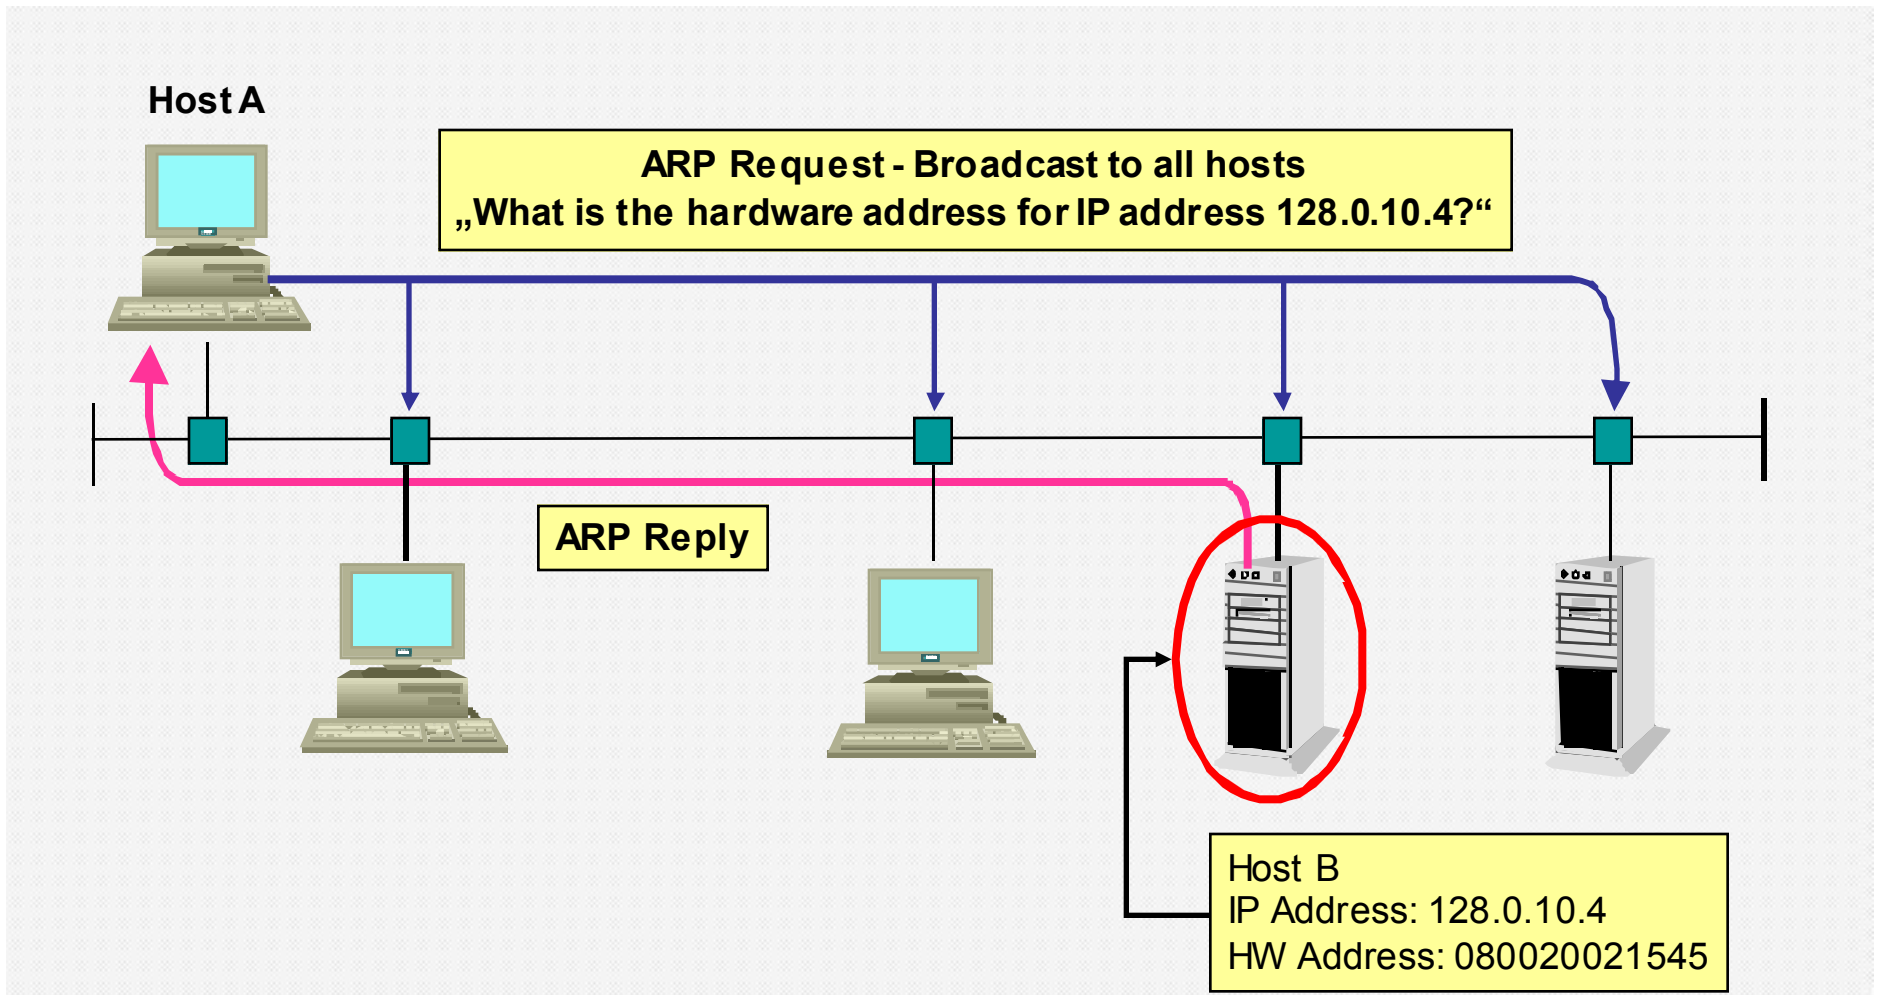 Host A
ARP Request - Broadcast to all hosts
„What is the hardware address for IP address 128.0.10.4?“
ARP Reply
Host B
IP Address: 128.0.10.4
HW Address: 080020021545